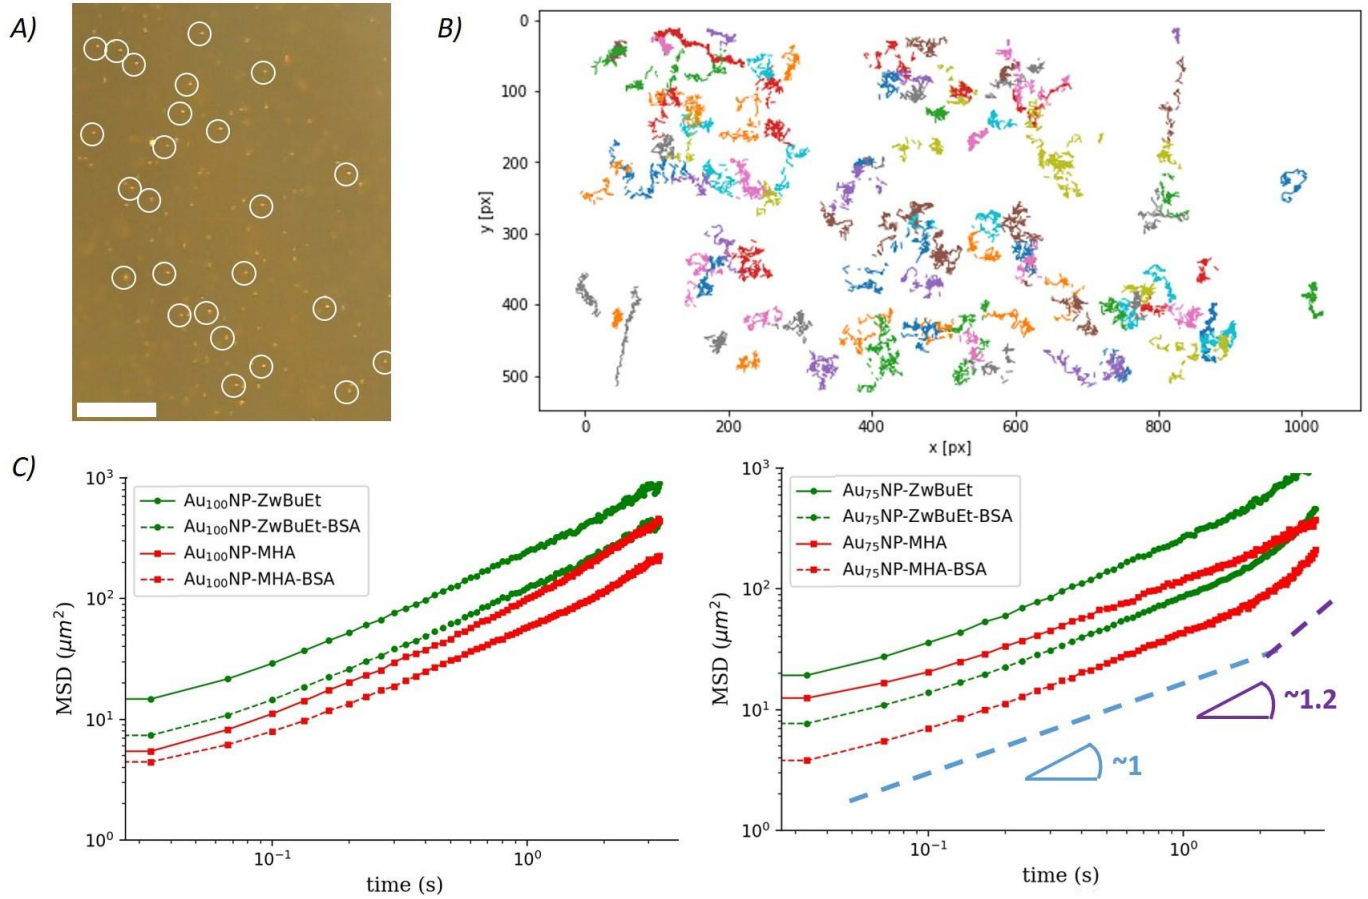 A)
B)
0
100
200
300
400
500
y [px]
0
200
400
600
800
1000
x [px]
C)
10³
10²
10¹
10⁰
MSD (μm²)
Au₁₀₀NP-ZwBuEt
Au₁₀₀NP-ZwBuEt-BSA
Au₁₀₀NP-MHA
Au₁₀₀NP-MHA-BSA
10⁻¹
10⁰
time (s)
10³
10²
10¹
10⁰
MSD (μm²)
Au₇₅NP-ZwBuEt
Au₇₅NP-ZwBuEt-BSA
Au₇₅NP-MHA
Au₇₅NP-MHA-BSA
~1.2
~1
10⁻¹
10⁰
time (s)